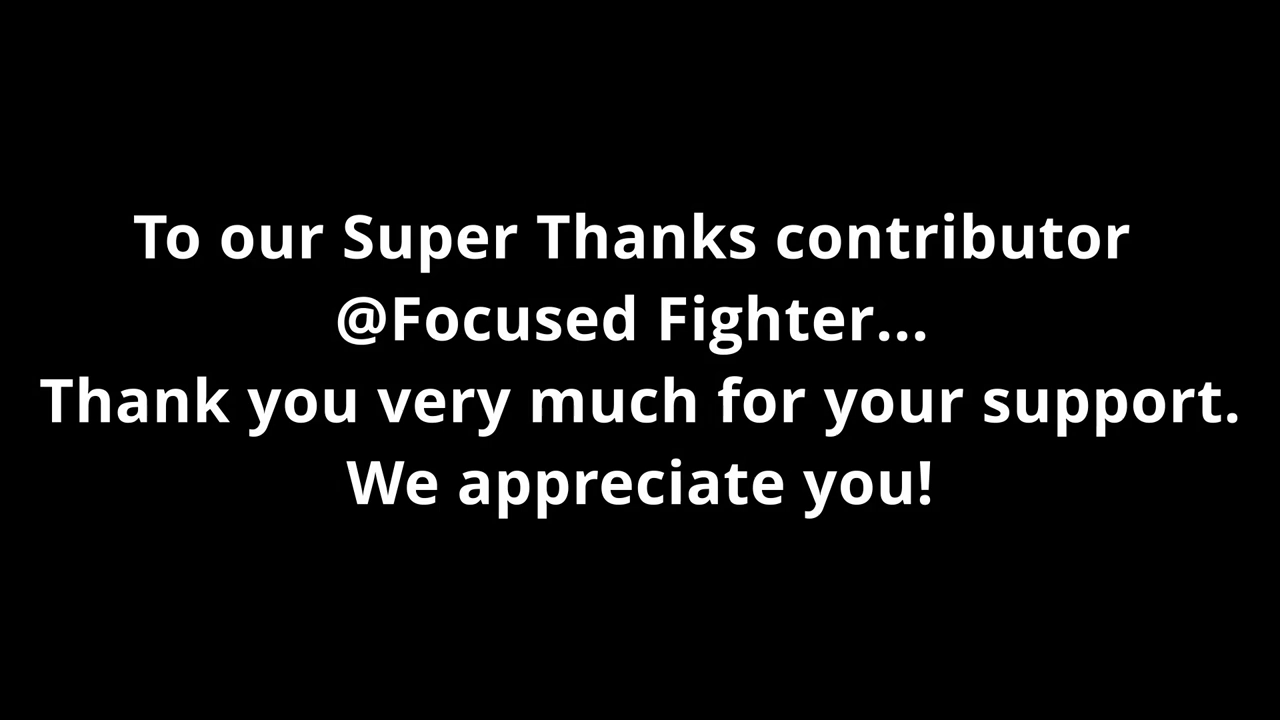 To our Super Thanks contributor
@Focused Fighter...
Thank you very much for your support.
We appreciate you!